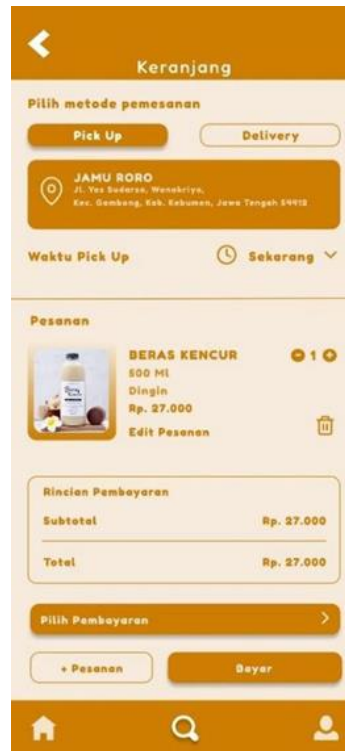 Keranjang
Pilih metode pemesanan
Pick Up
Delivery
JAMU RORO
Jl. Yos Sudarso, Wonokriyo,
Kec. Gombong, Kab. Kebumen, Jawa Tengah 54412
Waktu Pick Up
Sekarang
Pesanan
BERAS KENCUR
1
500 Ml
Dingin
Rp. 27.000
Edit Pesanan
Rincian Pembayaran
Subtotal
Rp. 27.000
Total
Rp. 27.000
Pilih Pembayaran
+ Pesanan
Bayar